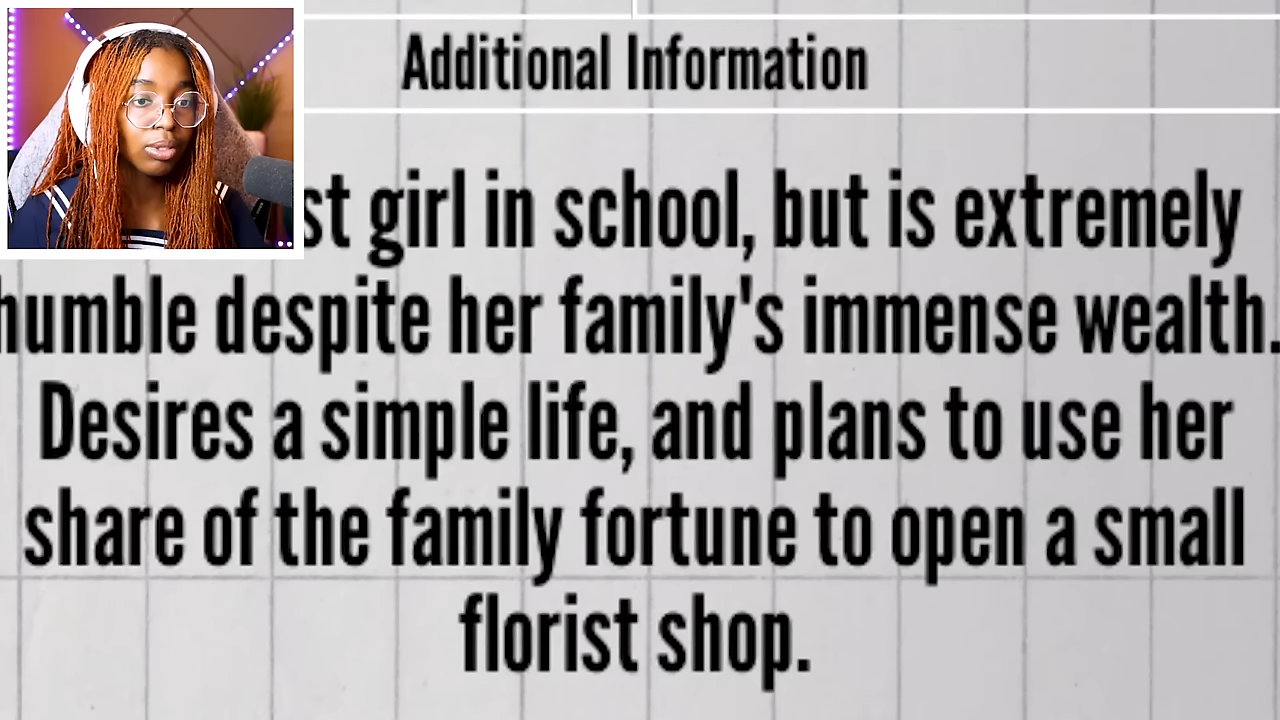 Additional Information
girl in school, but is extremely
humble despite her family's immense wealth.
Desires a simple life, and plans to use her
share of the family fortune to open a small
florist shop.